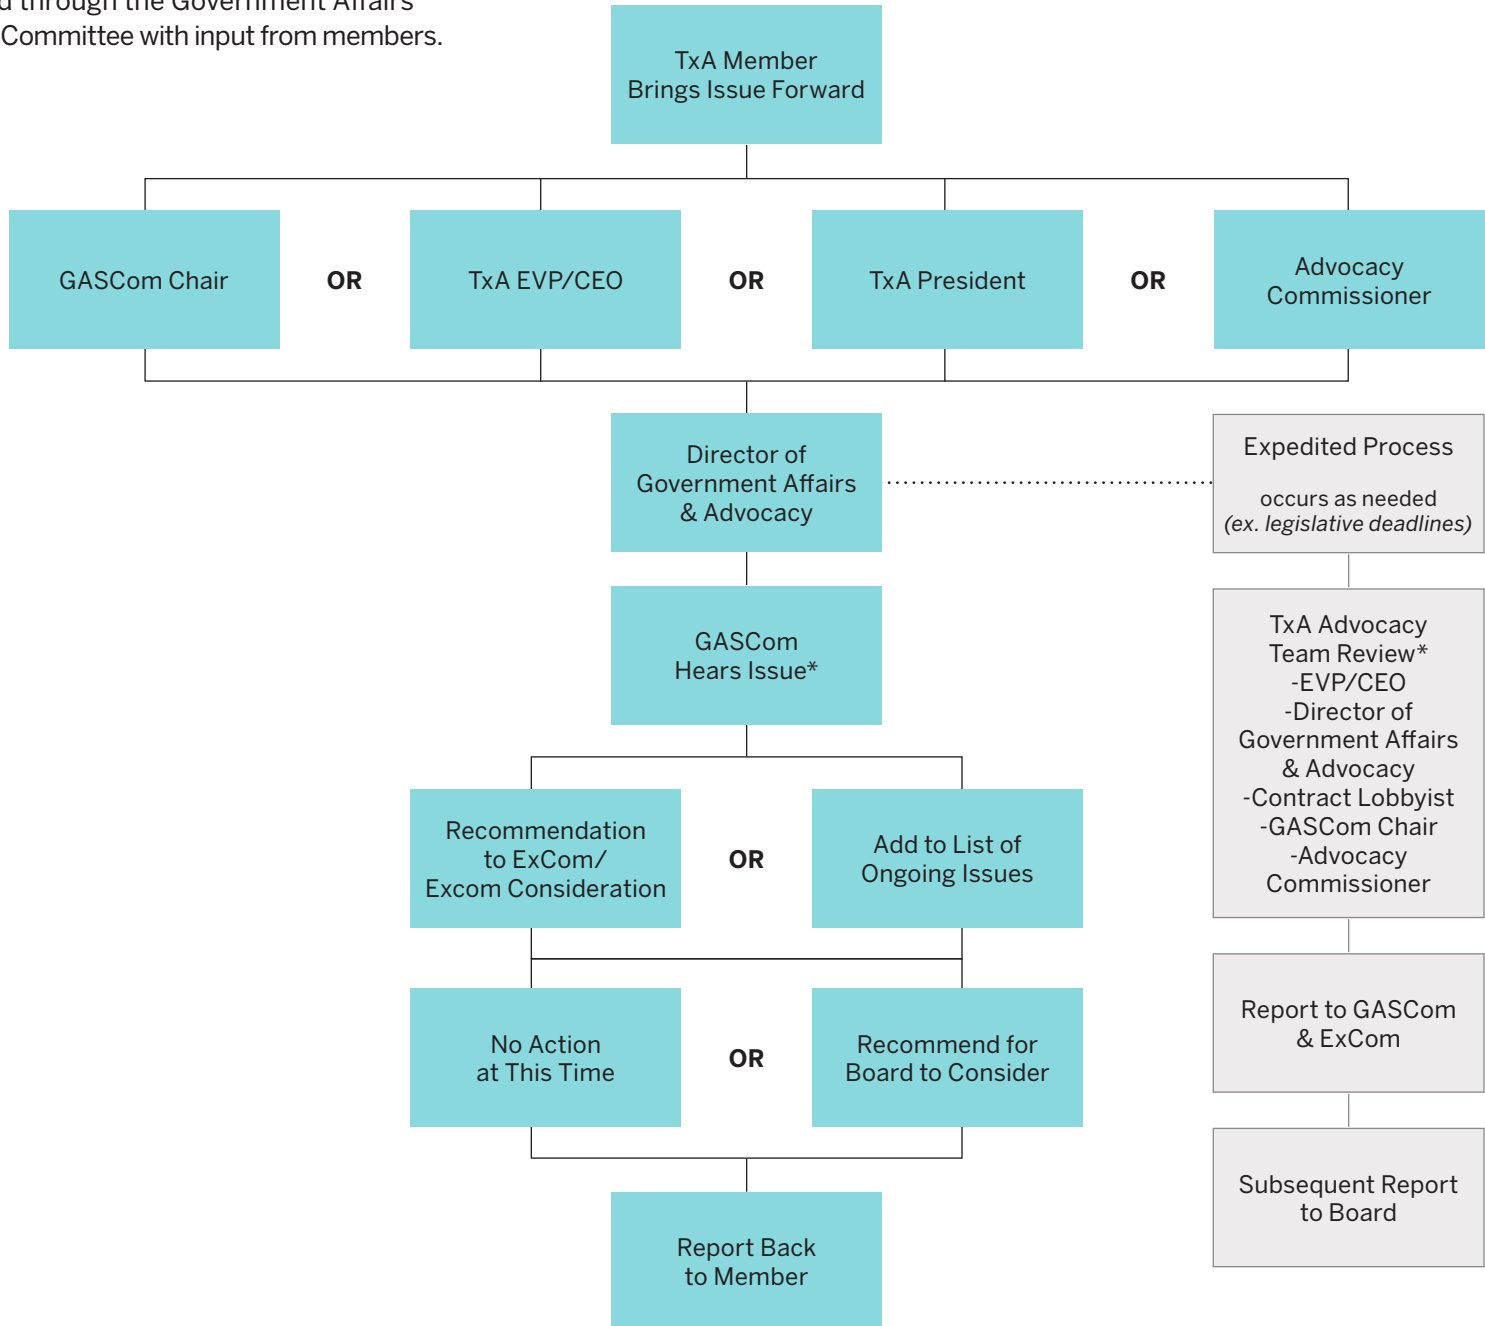 through the Government Affairs
Committee with input from members.
TxA Member
Brings Issue Forward
GASCom Chair
OR
TxA EVP/CEO
OR
TxA President
OR
Advocacy
Commissioner
Director of
Government Affairs
& Advocacy
Expedited Process
occurs as needed
(ex. legislative deadlines)
GASCom
Hears Issue*
TxA Advocacy
Team Review*
-EVP/CEO
-Director of
Government Affairs
& Advocacy
-Contract Lobbyist
-GASCom Chair
-Advocacy
Commissioner
Recommendation
to ExCom/
Excom Consideration
OR
Add to List of
Ongoing Issues
No Action
at This Time
OR
Recommend for
Board to Consider
Report to GASCom
& ExCom
Subsequent Report
to Board
Report Back
to Member